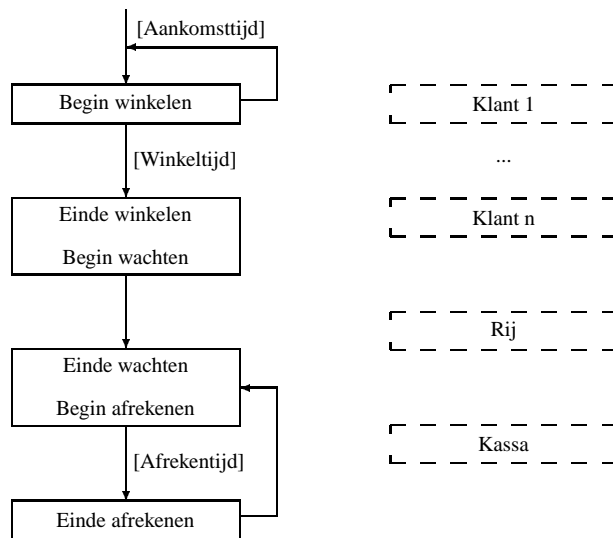 [Aankomsttijd]
Begin winkelen
[Winkeltijd]
Einde winkelen
Begin wachten
Einde wachten
Begin afrekenen
[Afrekentijd]
Einde afrekenen
Klant 1
...
Klant n
Rij
Kassa